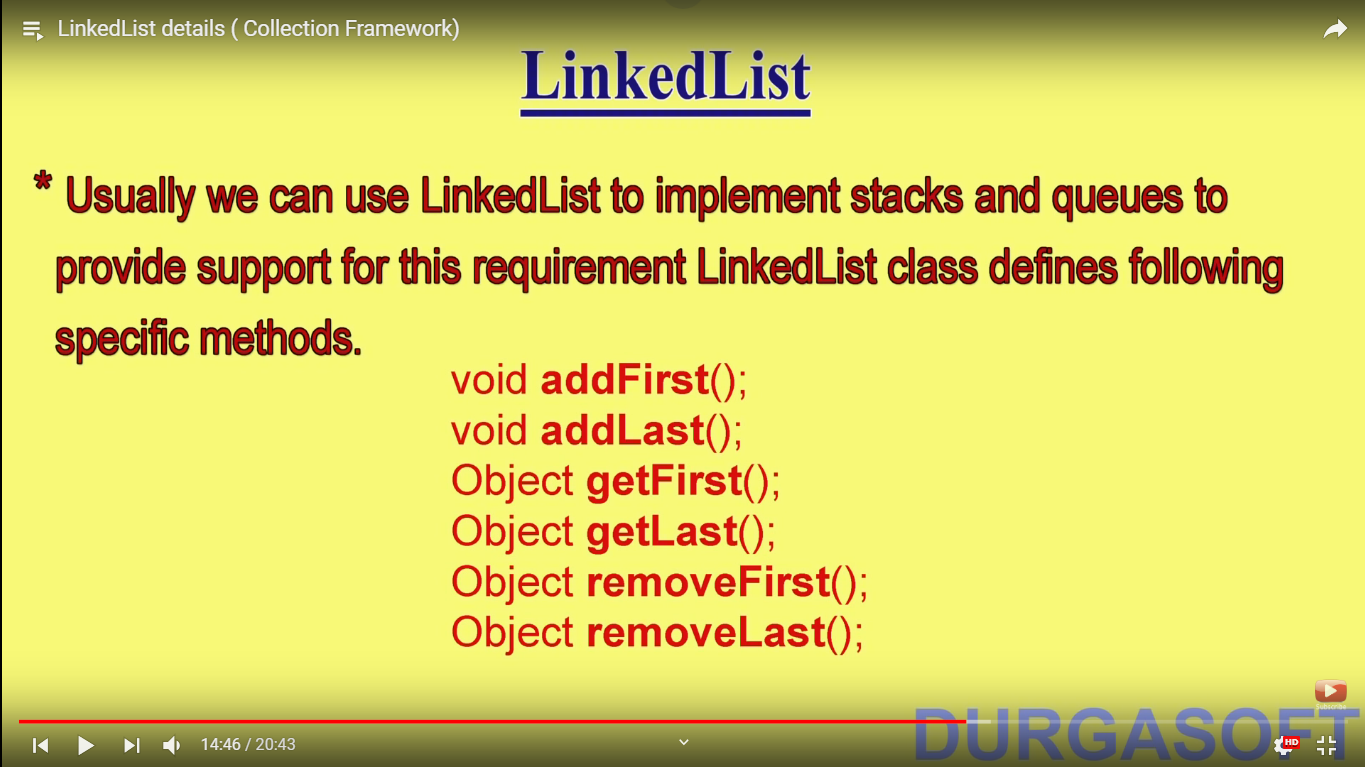 LinkedList details ( Collection Framework)
LinkedList
* Usually we can use LinkedList to implement stacks and queues to
provide support for this requirement LinkedList class defines following
specific methods.
void addFirst();
void addLast();
Object getFirst();
Object getLast();
Object removeFirst();
Object removeLast();
Subscribe
DURGASOFT
14:46 / 20:43
HD